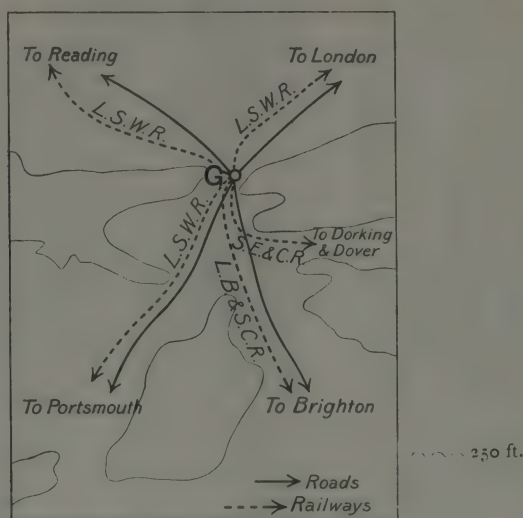 To Reading
To London
L.S.W.R.
L.S.W.R.
G
L.S.W.R.
S.E.&C.R.
To Dorking
& Dover
L.B.&S.C.R.
To Portsmouth
To Brighton
250 ft.
Roads
Railways